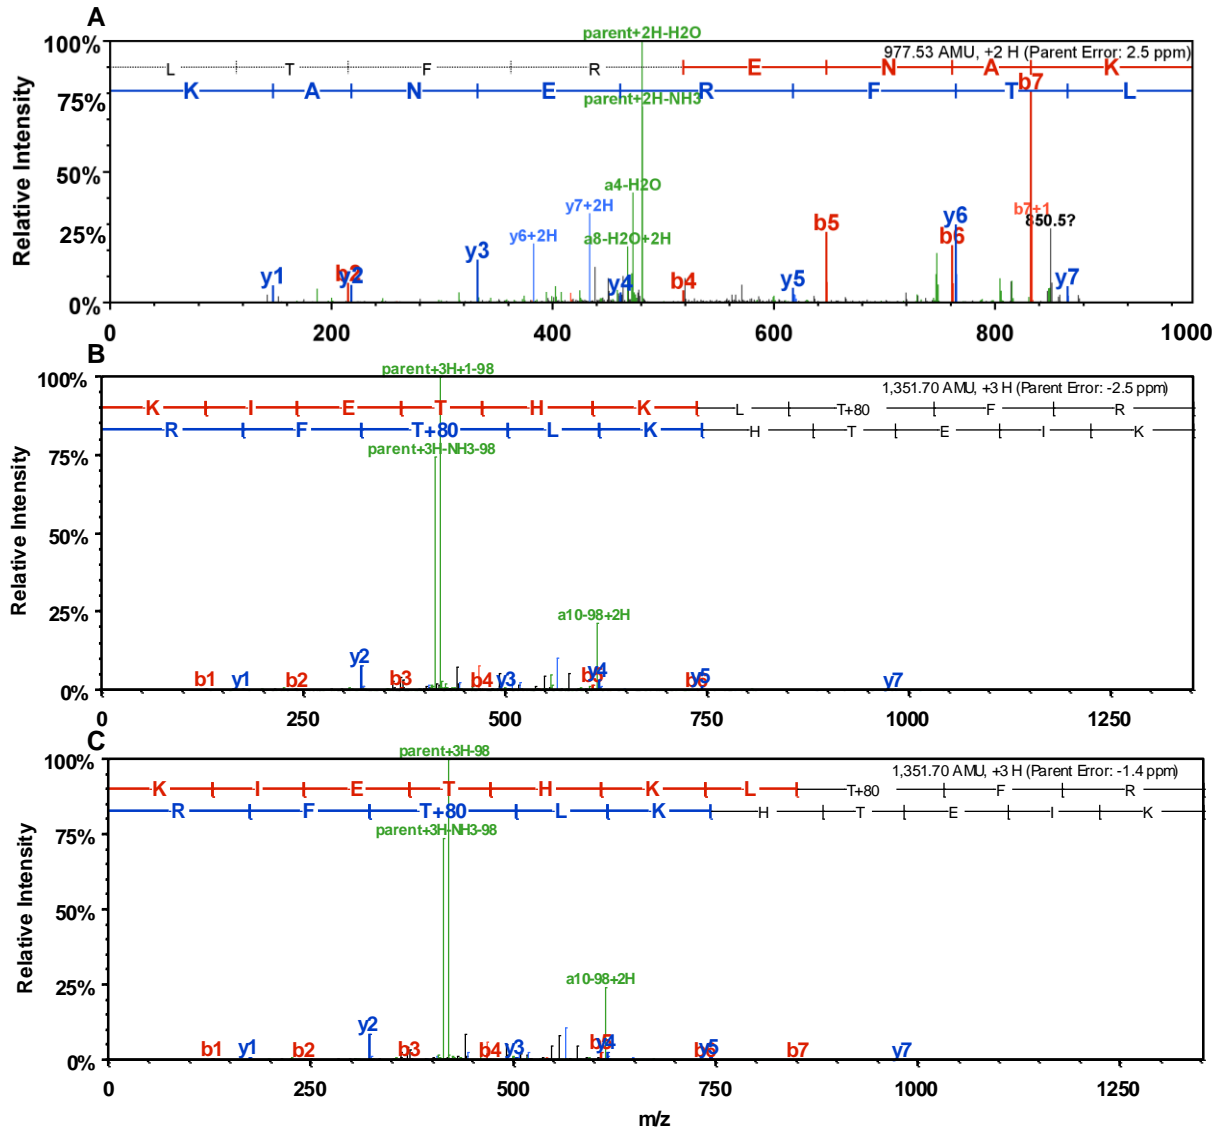 A
parent+2H-H2O
100%
977.53 AMU, +2 H (Parent Error: 2.5 ppm)
L T F R E N A K
b7
K A N E R F T L
75%
parent+2H-NH3
Relative Intensity
50%
a4-H2O
y7+2H
b7+1
y6
850.5?
b5
b6
25%
y6+2H
a8-H2O+2H
y3
y1
b2
y2
y4
b4
y5
y7
0%
0 200 400 600 800 1000
B
parent+3H+1-98
100%
1,351.70 AMU, +3 H (Parent Error: -2.5 ppm)
K I E T H K L T+80 F R
R F T+80 L K H T E I K
parent+3H-NH3-98
75%
Relative Intensity
50%
25%
a10-98+2H
y2
b1 y1 b2 b3 b4 y3 b5 y4 b6 y5 y7
0%
0 250 500 750 1000 1250
C
parent+3H-98
100%
1,351.70 AMU, +3 H (Parent Error: -1.4 ppm)
K I E T H K L T+80 F R
R F T+80 L K H T E I K
parent+3H-NH3-98
75%
Relative Intensity
50%
25%
a10-98+2H
y2
b1 y1 b2 b3 b4 y3 b5 y4 b6 y5 b7 y7
0%
0 250 500 750 1000 1250
m/z